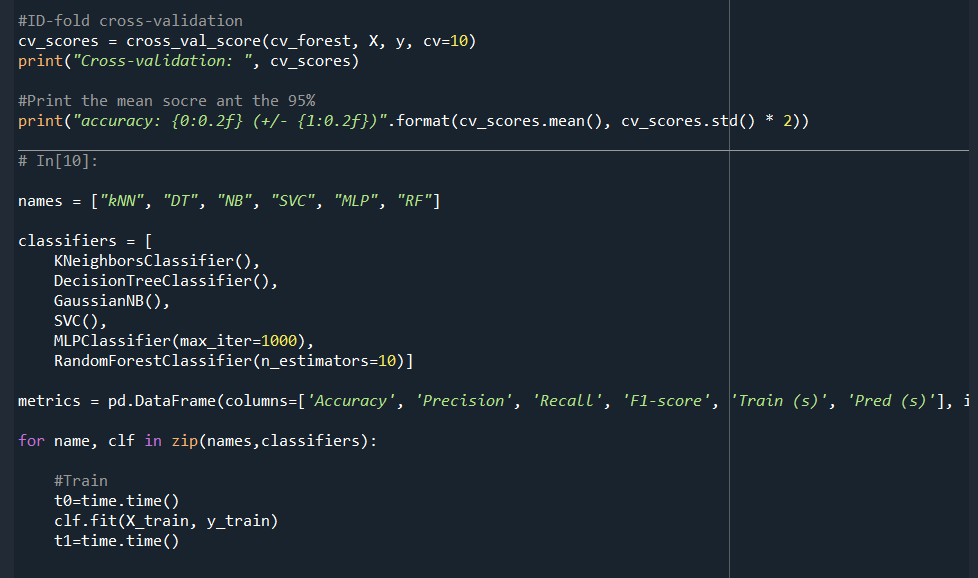 #ID-fold cross-validation
cv_scores = cross_val_score(cv_forest, X, y, cv=10)
print("Cross-validation: ", cv_scores)
#Print the mean socre ant the 95%
print("accuracy: {0:0.2f} (+/- {1:0.2f})".format(cv_scores.mean(), cv_scores.std() * 2))
# In[10]:
names = ["kNN", "DT", "NB", "SVC", "MLP", "RF"]
classifiers = [
    KNeighborsClassifier(),
    DecisionTreeClassifier(),
    GaussianNB(),
    SVC(),
    MLPClassifier(max_iter=1000),
    RandomForestClassifier(n_estimators=10)]
metrics = pd.DataFrame(columns=['Accuracy', 'Precision', 'Recall', 'F1-score', 'Train (s)', 'Pred (s)'], i
for name, clf in zip(names,classifiers):
    #Train
    t0=time.time()
    clf.fit(X_train, y_train)
    t1=time.time()